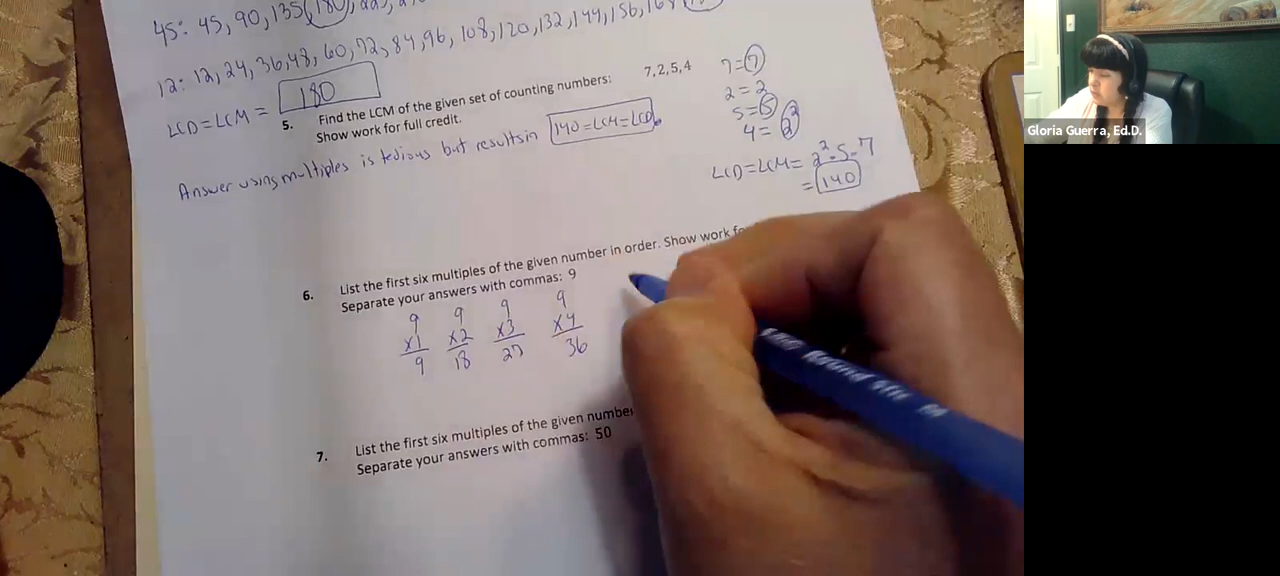 45: 45, 90, 135, 180,
12: 12, 24, 36, 48, 60, 72, 84, 96, 108, 120, 132, 144, 156,
LCD = LCM = 180
5. Find the LCM of the given set of counting numbers: 7,2,5,4
Show work for full credit.
Answer using multiples is tedious but results in 140 = LCM = LCD
7 = 7
2 = 2
5 = 5
4 = 2²
LCD = LCM = 2² · 5 · 7
= 140
6. List the first six multiples of the given number in order. Show work
Separate your answers with commas: 9
9 9 9 9
x1 x2 x3 x4
9 18 27 36
7. List the first six multiples of the given number
Separate your answers with commas: 50
Gloria Guerra, Ed.D.